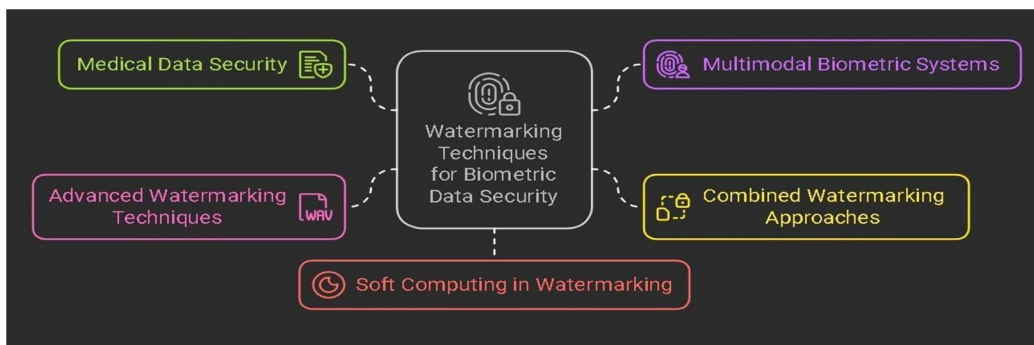 Medical Data Security
Multimodal Biometric Systems
Watermarking
Techniques
for Biometric
Data Security
Advanced Watermarking
Techniques
WAV
Combined Watermarking
Approaches
Soft Computing in Watermarking